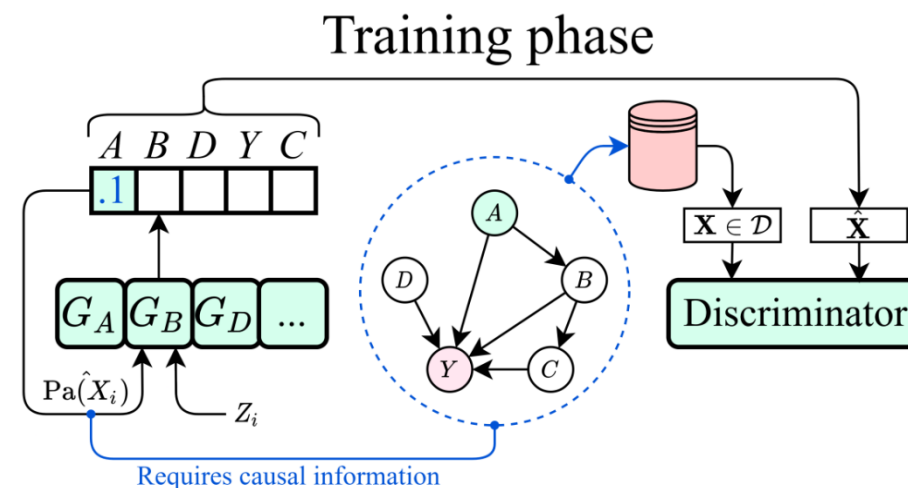 Training phase
A B D Y C
.1
A
D
B
Y
C
X ∈ 𝒟
X̂
G_A G_B G_D ...
Discriminator
Pa(X̂_i)
Z_i
Requires causal information